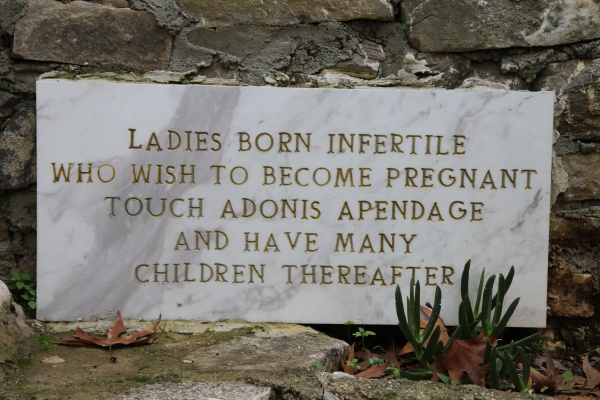 LADIES BORN INFERTILE
WHO WISH TO BECOME PREGNANT
TOUCH ADONIS APENDAGE
AND HAVE MANY
CHILDREN THEREAFTER